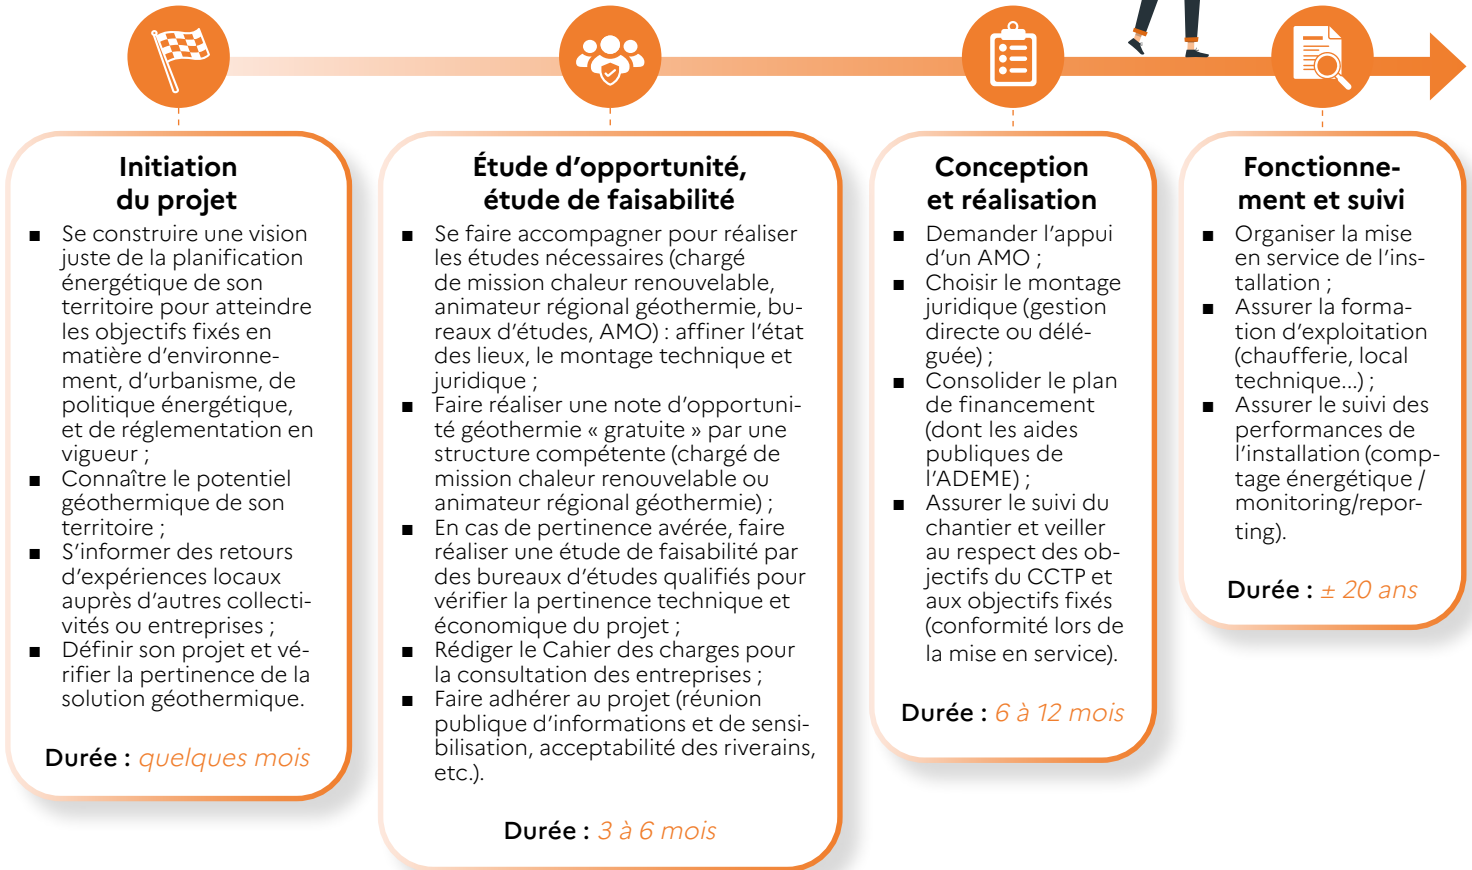 Initiation
du projet
■ Se construire une vision
juste de la planification
énergétique de son
territoire pour atteindre
les objectifs fixés en
matière d'environne-
ment, d'urbanisme, de
politique énergétique,
et de réglementation en
vigueur ;
■ Connaître le potentiel
géothermique de son
territoire ;
■ S'informer des retours
d'expériences locaux
auprès d'autres collecti-
vités ou entreprises ;
■ Définir son projet et vé-
rifier la pertinence de la
solution géothermique.
Durée : quelques mois
Étude d'opportunité,
étude de faisabilité
■ Se faire accompagner pour réaliser
les études nécessaires (chargé
de mission chaleur renouvelable,
animateur régional géothermie, bu-
reaux d'études, AMO) : affiner l'état
des lieux, le montage technique et
juridique ;
■ Faire réaliser une note d'opportuni-
té géothermie « gratuite » par une
structure compétente (chargé de
mission chaleur renouvelable ou
animateur régional géothermie) ;
■ En cas de pertinence avérée, faire
réaliser une étude de faisabilité par
des bureaux d'études qualifiés pour
vérifier la pertinence technique et
économique du projet ;
■ Rédiger le Cahier des charges pour
la consultation des entreprises ;
■ Faire adhérer au projet (réunion
publique d'informations et de sensi-
bilisation, acceptabilité des riverains,
etc.).
Durée : 3 à 6 mois
Conception
et réalisation
■ Demander l'appui
d'un AMO ;
■ Choisir le montage
juridique (gestion
directe ou délé-
guée) ;
■ Consolider le plan
de financement
(dont les aides
publiques de
l'ADEME) ;
■ Assurer le suivi du
chantier et veiller
au respect des ob-
jectifs du CCTP et
aux objectifs fixés
(conformité lors de
la mise en service).
Durée : 6 à 12 mois
Fonctionne-
ment et suivi
■ Organiser la mise
en service de l'ins-
tallation ;
■ Assurer la forma-
tion d'exploitation
(chaufferie, local
technique...) ;
■ Assurer le suivi des
performances de
l'installation (comp-
tage énergétique /
monitoring/repor-
ting).
Durée : ± 20 ans